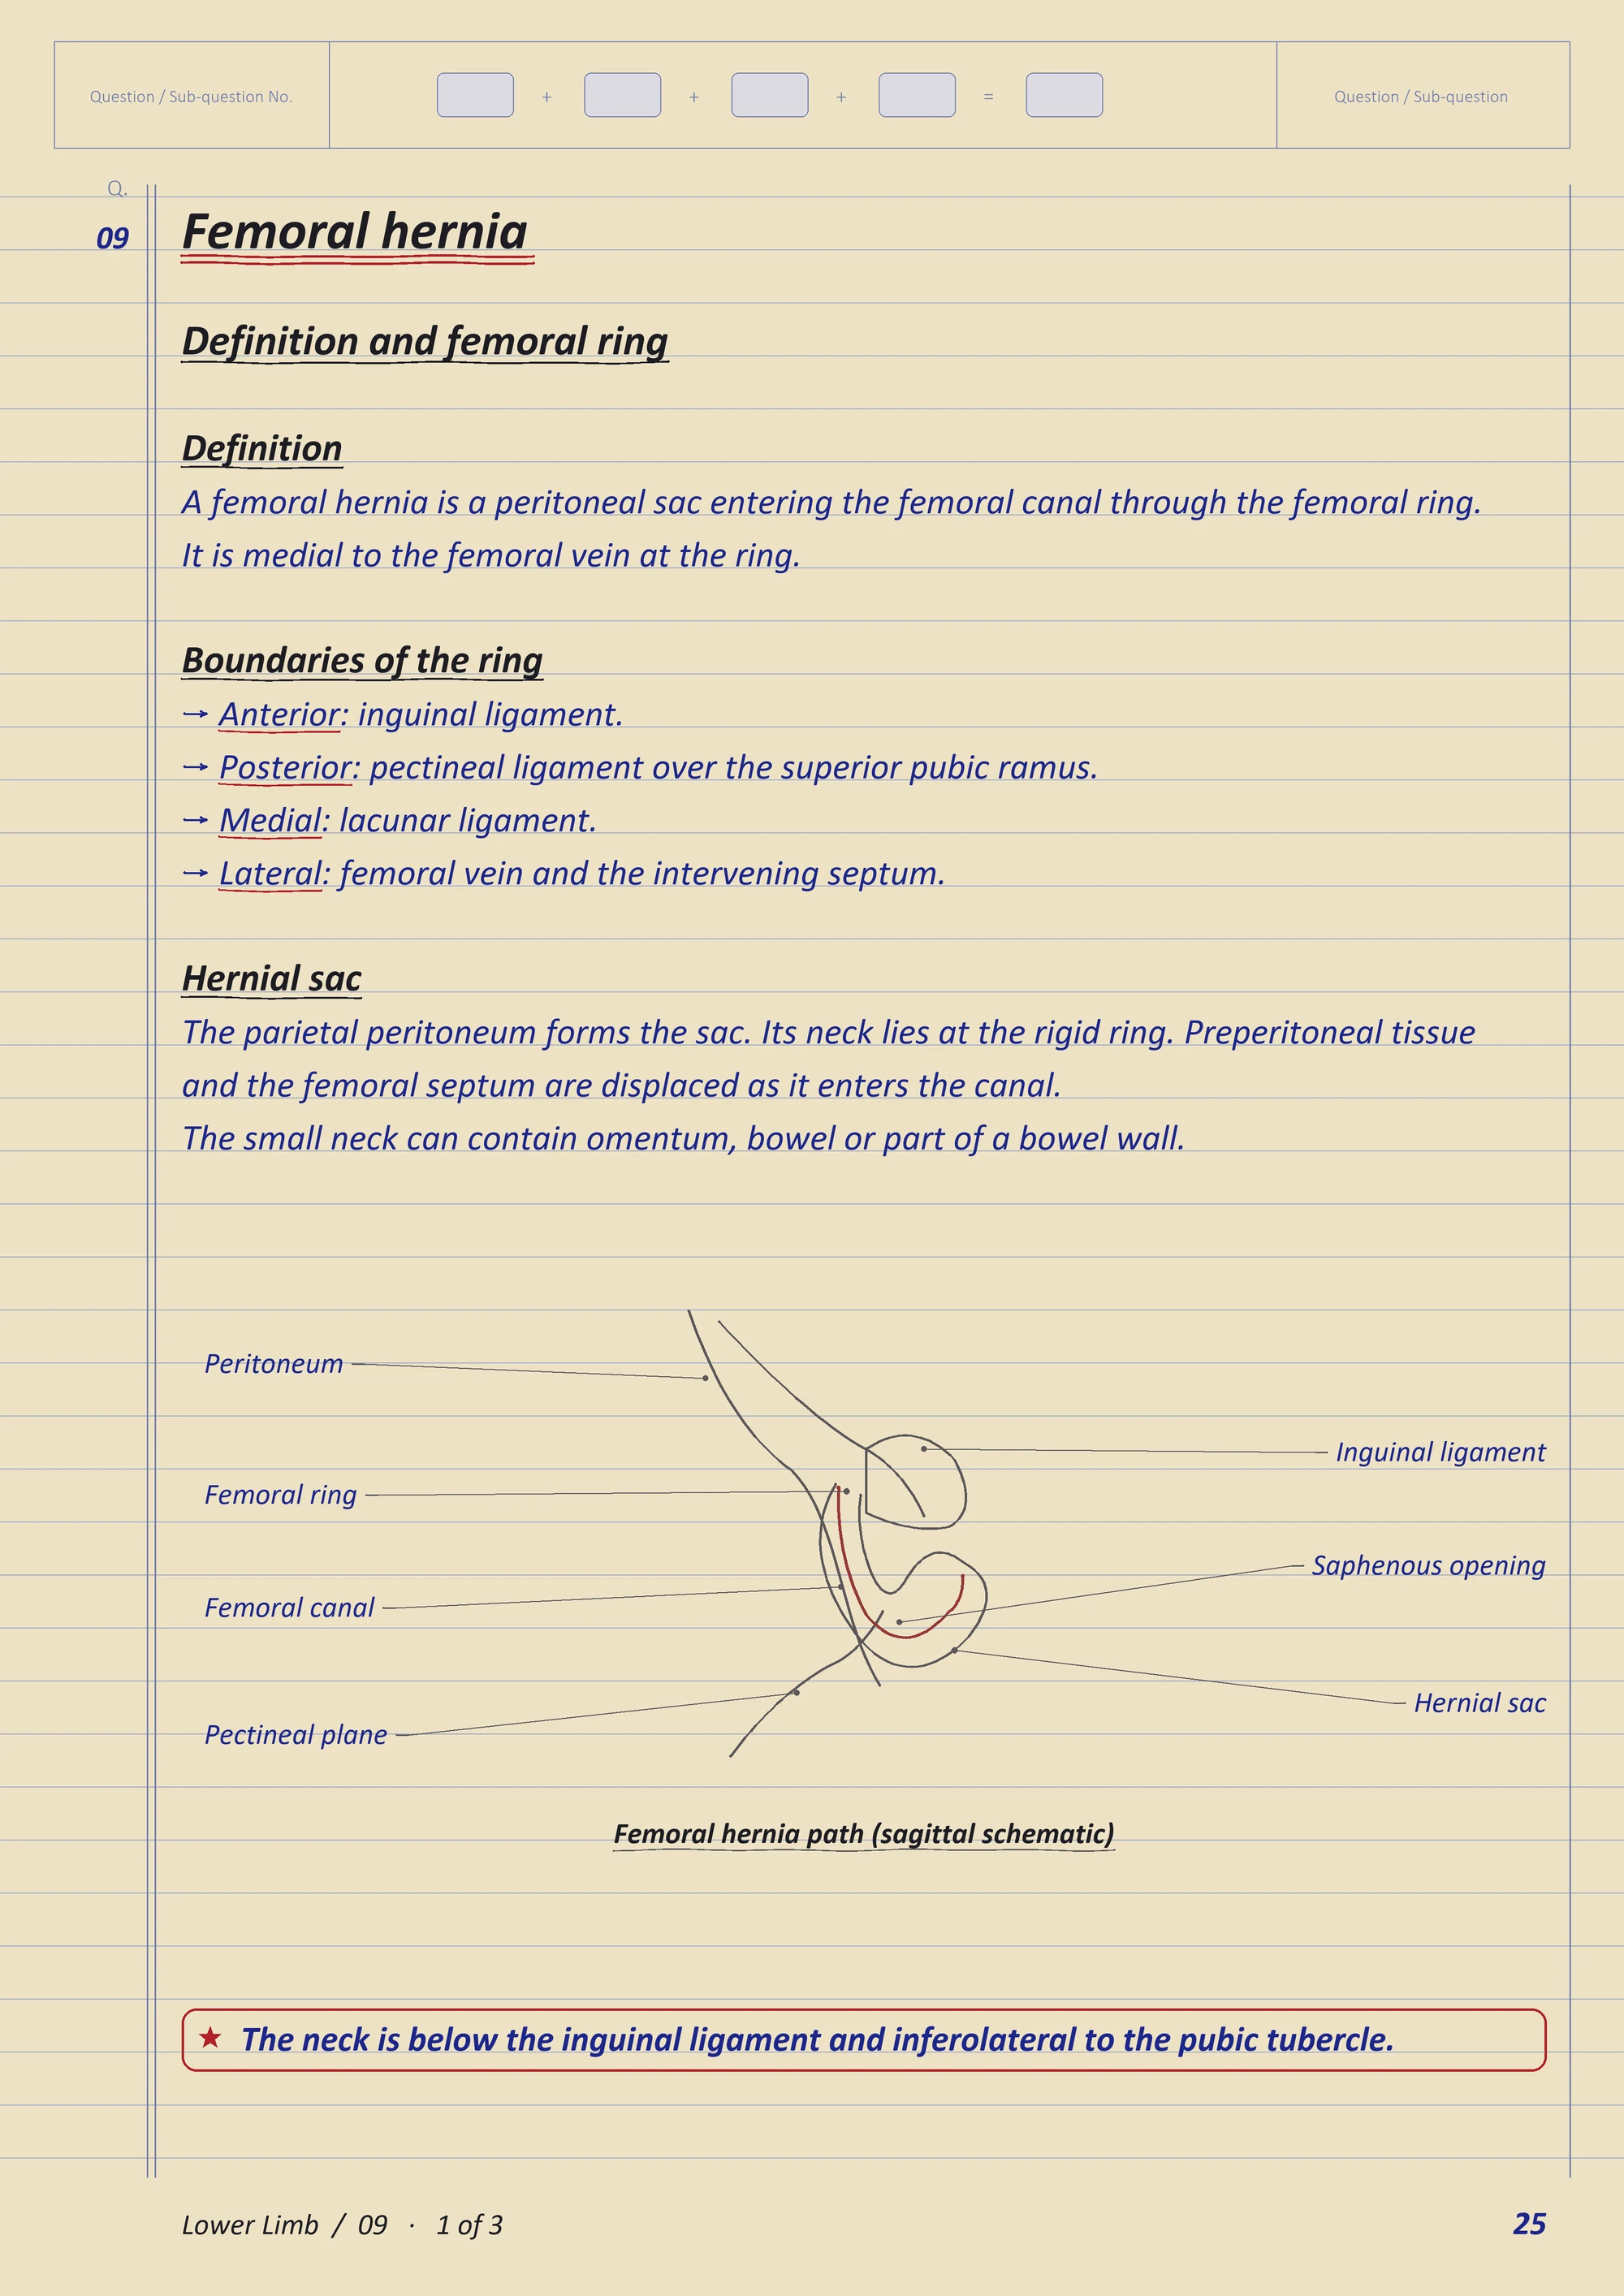 Question / Sub-question No.
+ + + =
Question / Sub-question
Q.
09
Femoral hernia
Definition and femoral ring
Definition
A femoral hernia is a peritoneal sac entering the femoral canal through the femoral ring.
It is medial to the femoral vein at the ring.
Boundaries of the ring
→ Anterior: inguinal ligament.
→ Posterior: pectineal ligament over the superior pubic ramus.
→ Medial: lacunar ligament.
→ Lateral: femoral vein and the intervening septum.
Hernial sac
The parietal peritoneum forms the sac. Its neck lies at the rigid ring. Preperitoneal tissue
and the femoral septum are displaced as it enters the canal.
The small neck can contain omentum, bowel or part of a bowel wall.
Peritoneum
Inguinal ligament
Femoral ring
Saphenous opening
Femoral canal
Hernial sac
Pectineal plane
Femoral hernia path (sagittal schematic)
★ The neck is below the inguinal ligament and inferolateral to the pubic tubercle.
Lower Limb / 09 · 1 of 3
25